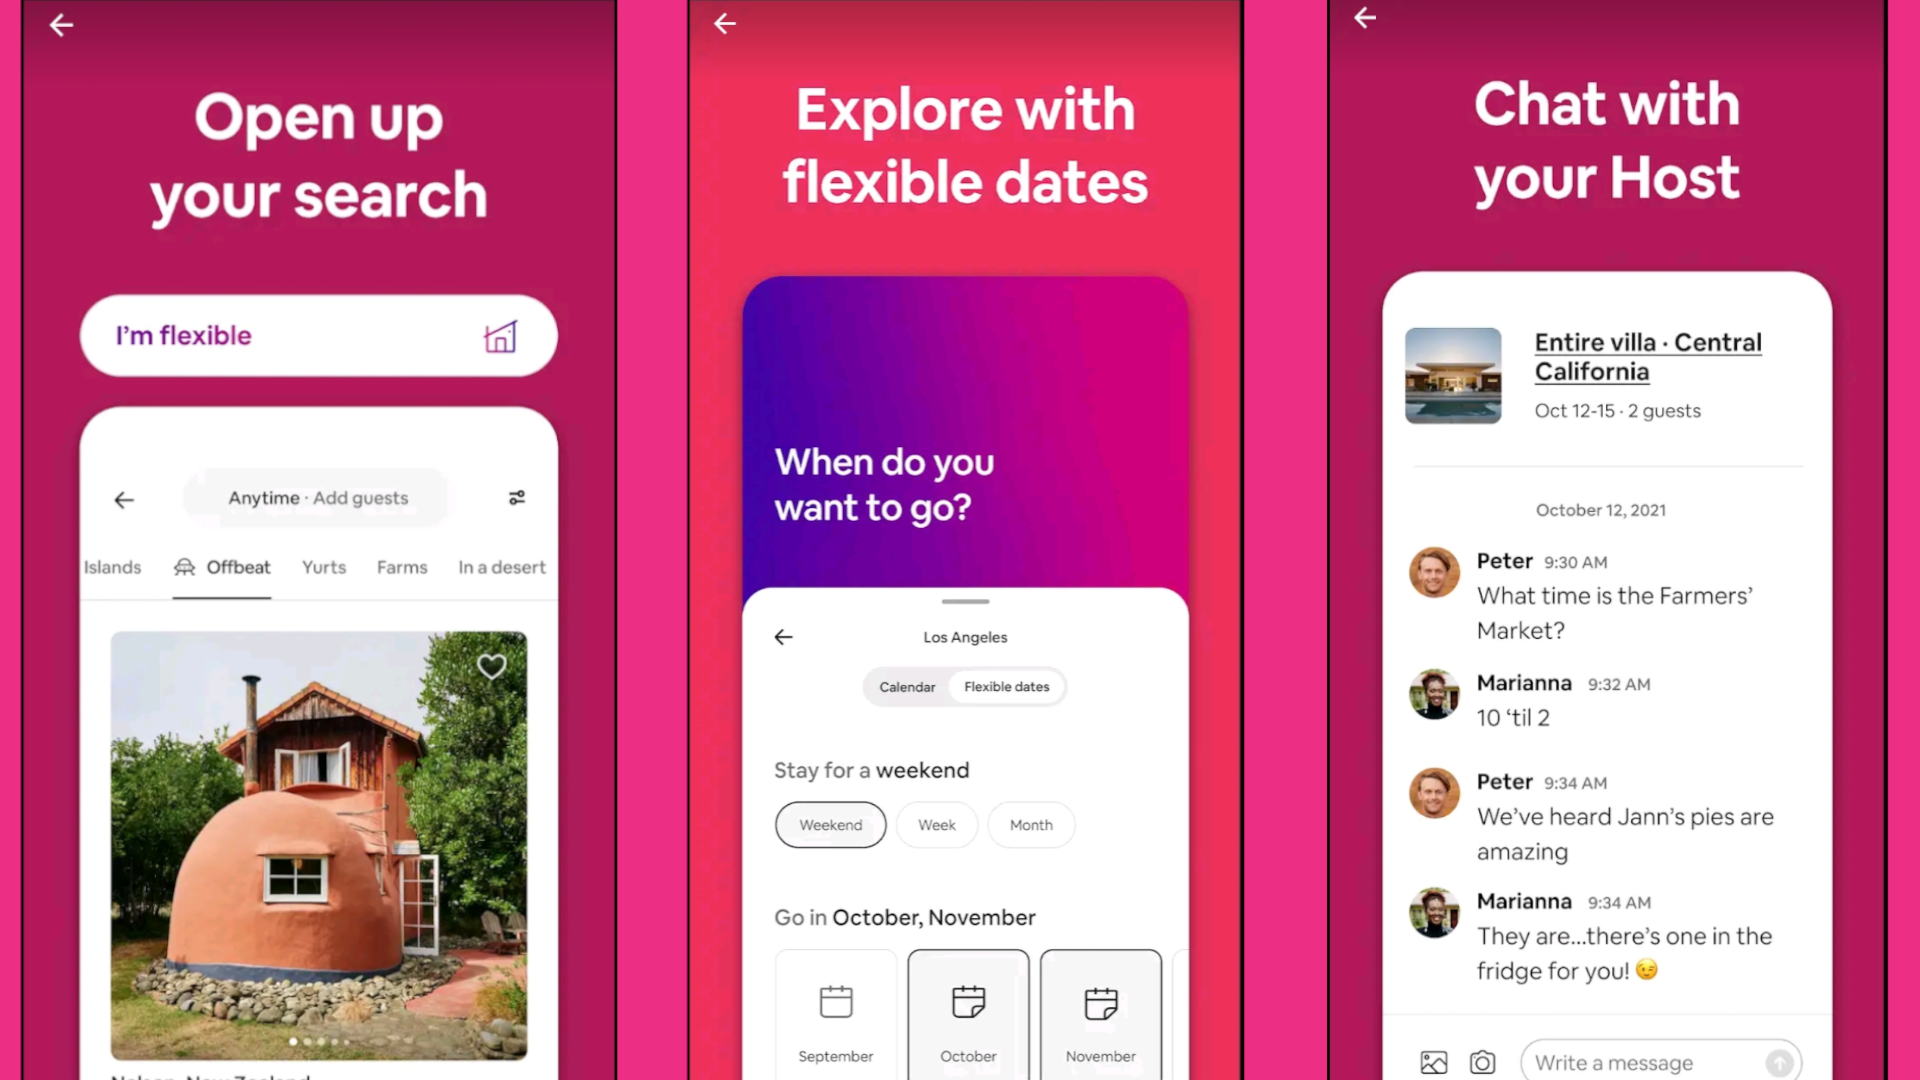 Open up
your search
I’m flexible
Anytime · Add guests
Islands
Offbeat
Yurts
Farms
In a desert
Nelson, New Zealand
Explore with
flexible dates
When do you
want to go?
Los Angeles
Calendar
Flexible dates
Stay for a weekend
Weekend
Week
Month
Go in October, November
September
October
November
Chat with
your Host
Entire villa · Central
California
Oct 12-15 · 2 guests
October 12, 2021
Peter 9:30 AM
What time is the Farmers’
Market?
Marianna 9:32 AM
10 ‘til 2
Peter 9:34 AM
We’ve heard Jann’s pies are
amazing
Marianna 9:34 AM
They are...there’s one in the
fridge for you! 😉
Write a message